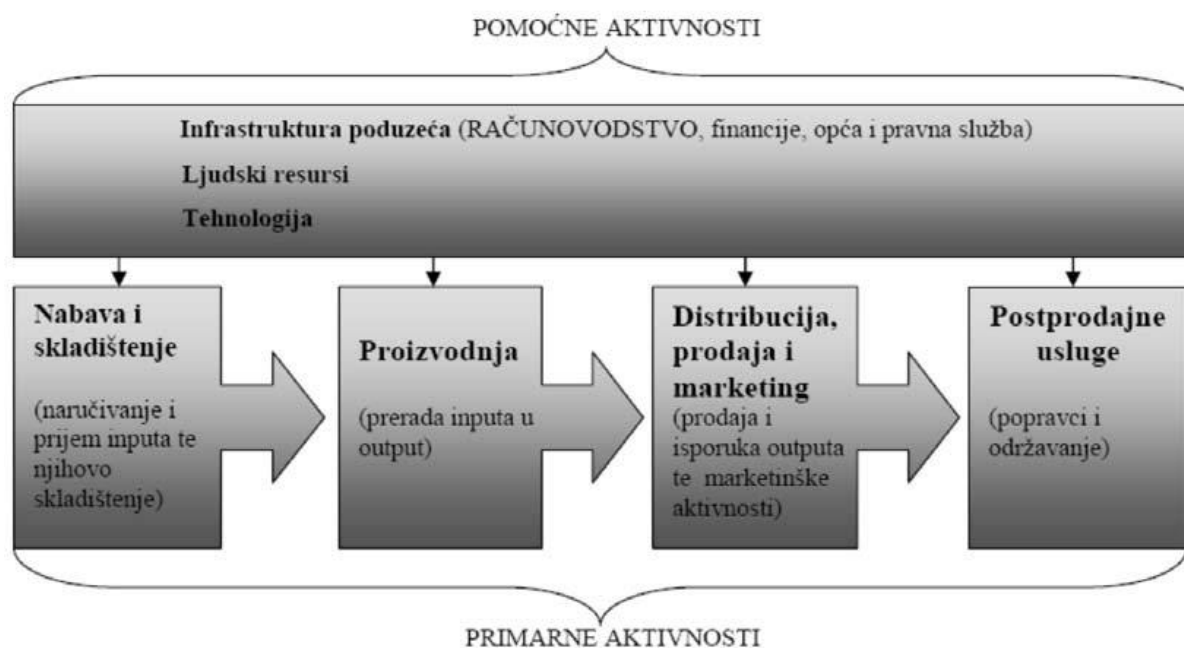 POMOĆNE AKTIVNOSTI
Infrastruktura poduzeća (RAČUNOVODSTVO, financije, opća i pravna služba)
Ljudski resursi
Tehnologija
Nabava i
skladištenje
(naručivanje i
prijem inputa te
njihovo
skladištenje)
Proizvodnja
(prerada inputa u
output)
Distribucija,
prodaja i
marketing
(prodaja i
isporuka outputa
te marketinške
aktivnosti)
Postprodajne
usluge
(popravci i
održavanje)
PRIMARNE AKTIVNOSTI